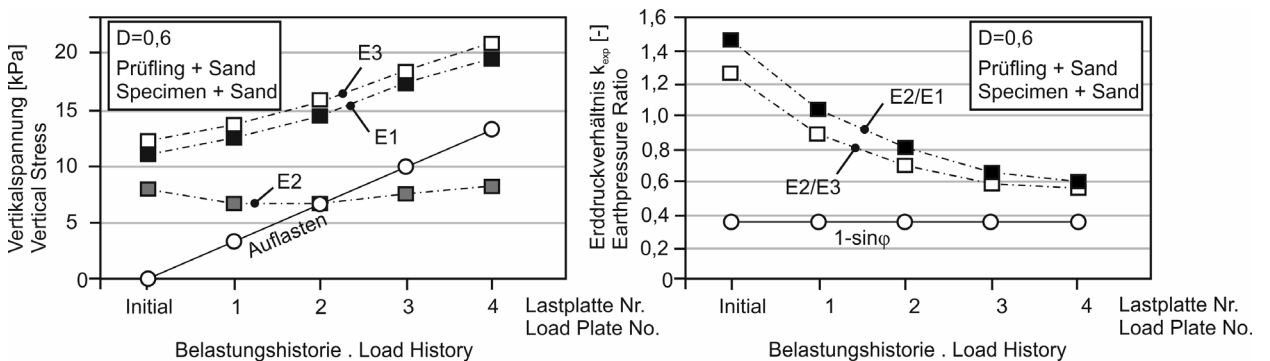 Vertikalspannung [kPa]
Vertical Stress
20
15
10
5
0
D=0,6
Prüfling + Sand
Specimen + Sand
E3
E1
E2
Auflasten
Initial 1 2 3 4 Lastplatte Nr.
Load Plate No.
Belastungshistorie . Load History
Erddruckverhältnis kexp [-]
Earthpressure Ratio
1,6
1,4
1,2
1,0
0,8
0,6
0,4
0,2
0
D=0,6
Prüfling + Sand
Specimen + Sand
E2/E1
E2/E3
1-sinφ
Initial 1 2 3 4 Lastplatte Nr.
Load Plate No.
Belastungshistorie . Load History